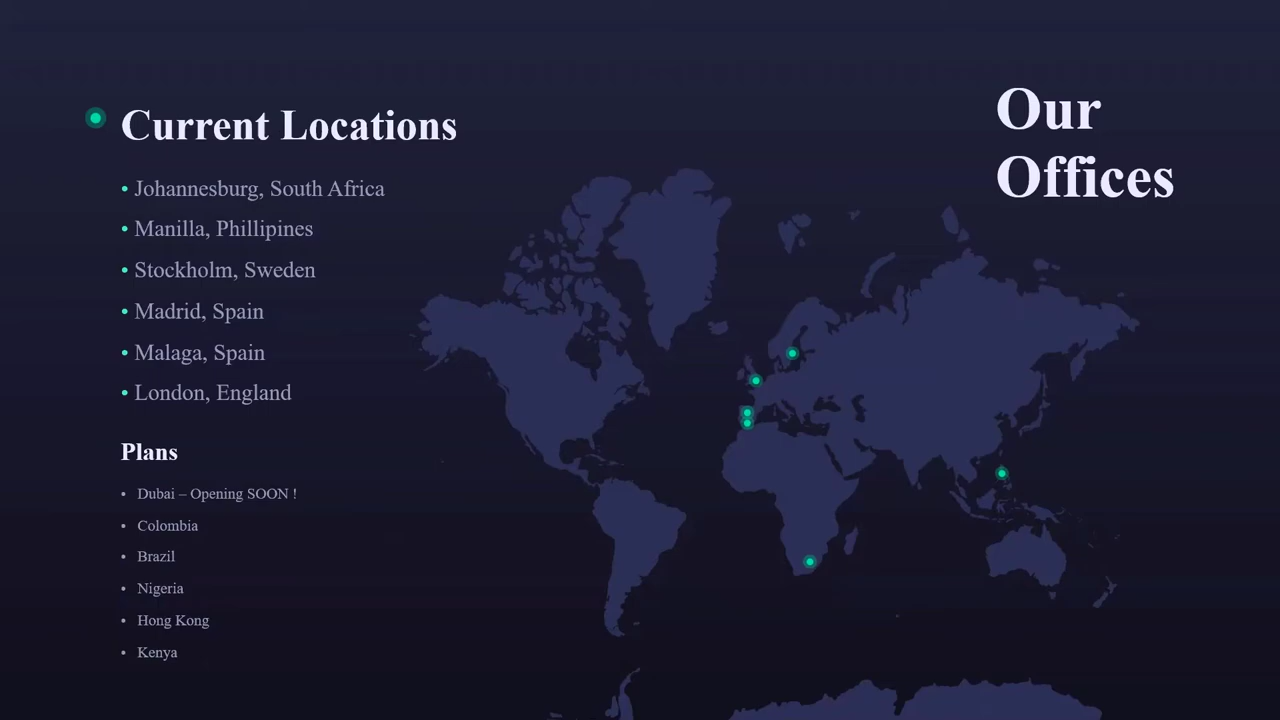 Our
Offices
Current Locations
• Johannesburg, South Africa
• Manilla, Phillipines
• Stockholm, Sweden
• Madrid, Spain
• Malaga, Spain
• London, England
Plans
• Dubai – Opening SOON !
• Colombia
• Brazil
• Nigeria
• Hong Kong
• Kenya